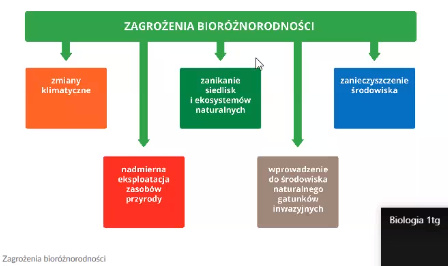 ZAGROŻENIA BIORÓŻNORODNOŚCI
zmiany
klimatyczne
zanikanie
siedlisk
i ekosystemów
naturalnych
zanieczyszczenie
środowiska
nadmierna
eksploatacja
zasobów
przyrody
wprowadzenie
do środowiska
naturalnego
gatunków
inwazyjnych
Biologia 1tg
Zagrożenia bioróżnorodności